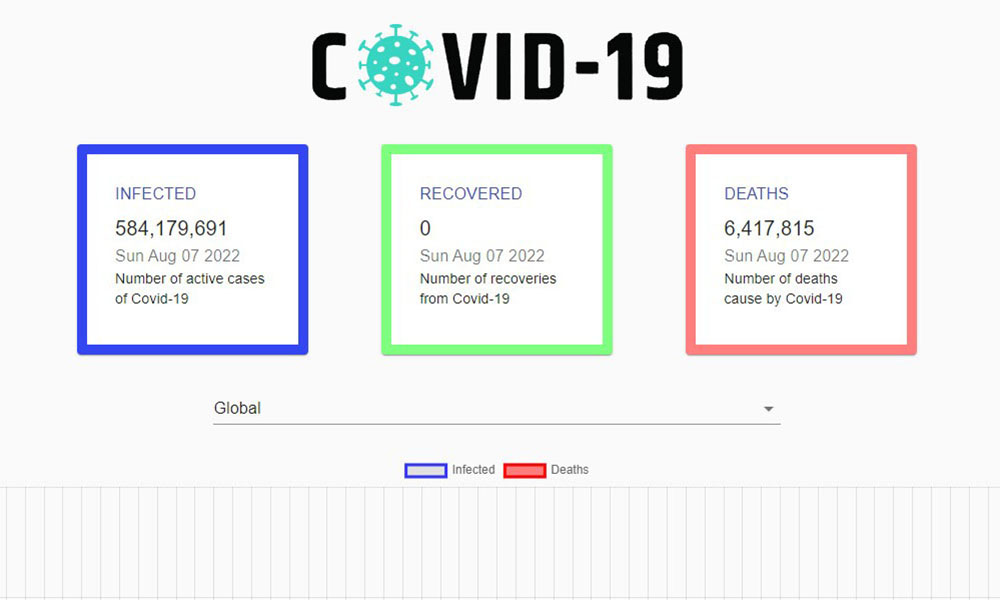 COVID-19
INFECTED
584,179,691
Sun Aug 07 2022
Number of active cases
of Covid-19
RECOVERED
0
Sun Aug 07 2022
Number of recoveries
from Covid-19
DEATHS
6,417,815
Sun Aug 07 2022
Number of deaths
cause by Covid-19
Global
Infected Deaths